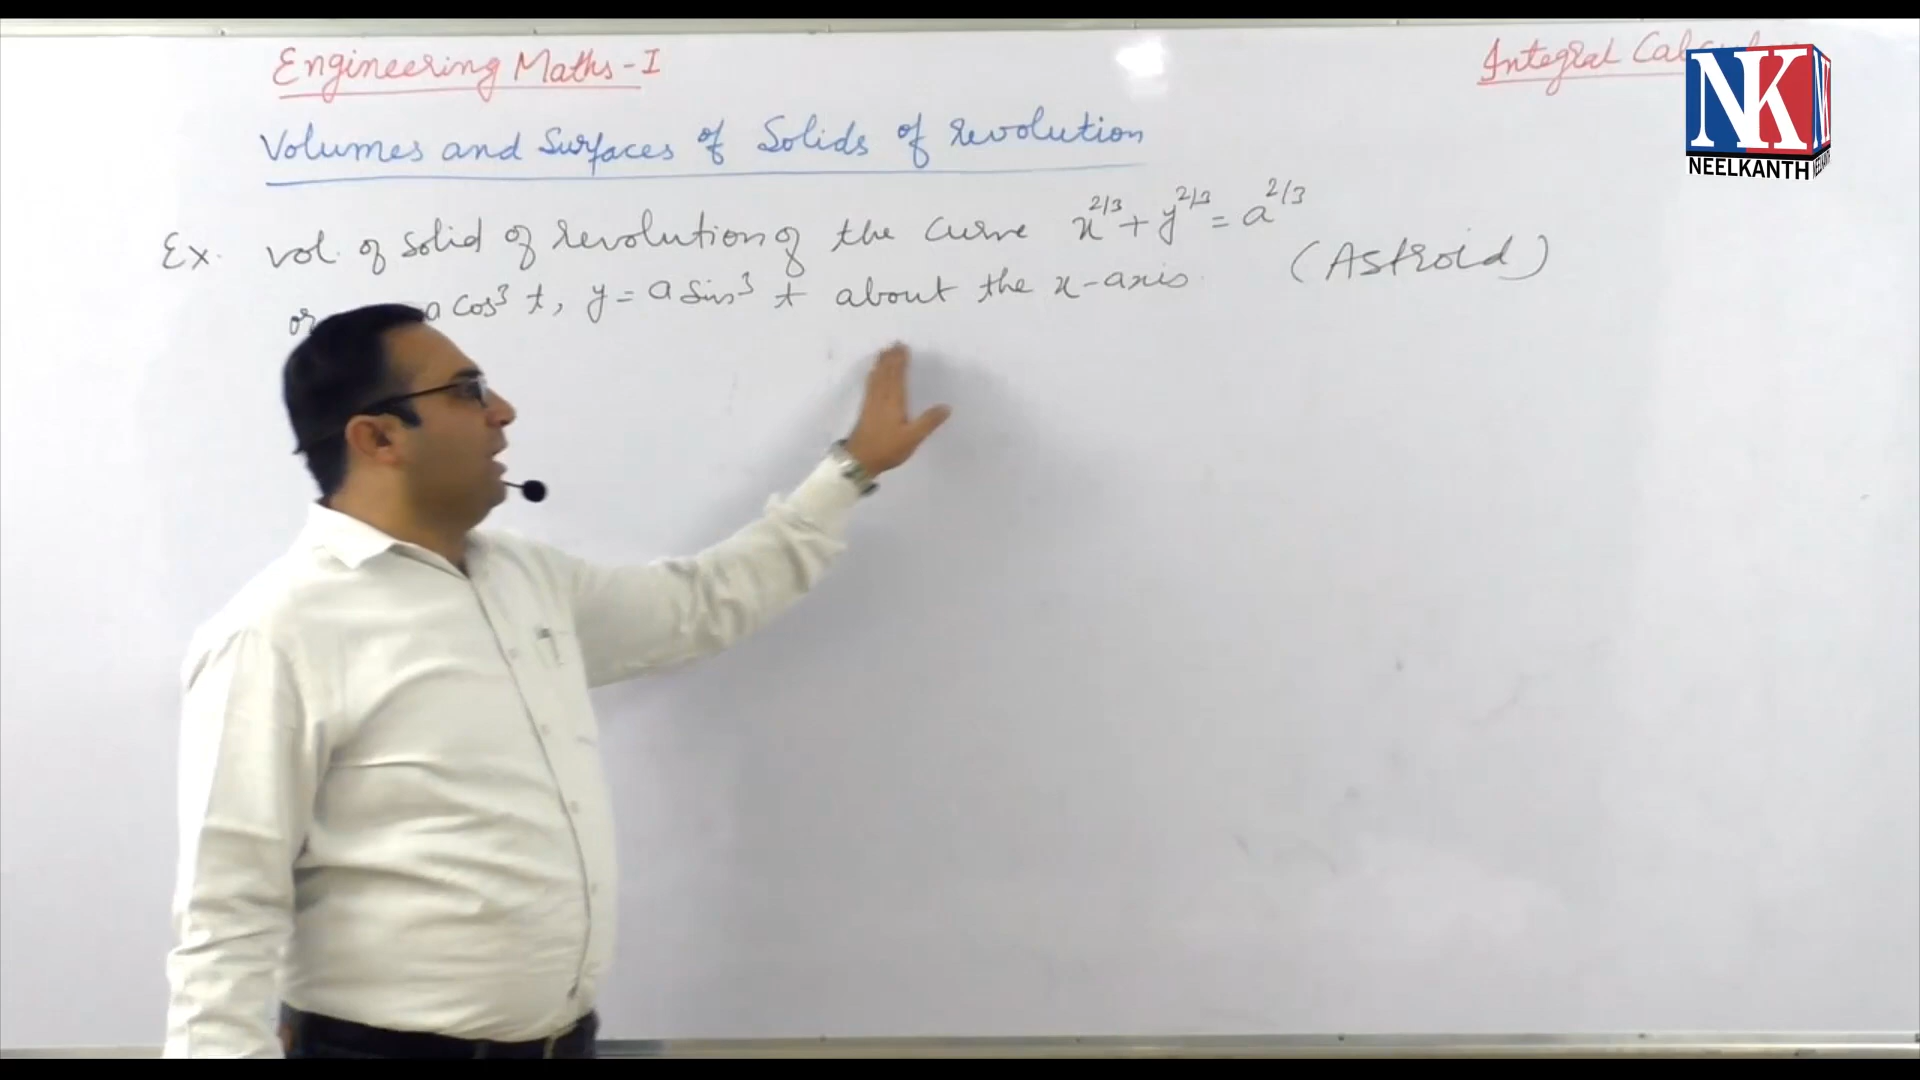 Engineering Maths-I
Integral
NK
NEELKANTH
Volumes and Surfaces of Solids of revolution
Ex. vol. of solid of revolution of the curve x^2/3 + y^2/3 = a^2/3
(Astroid)
or a cos^3 t, y = a sin^3 t about the x-axis.